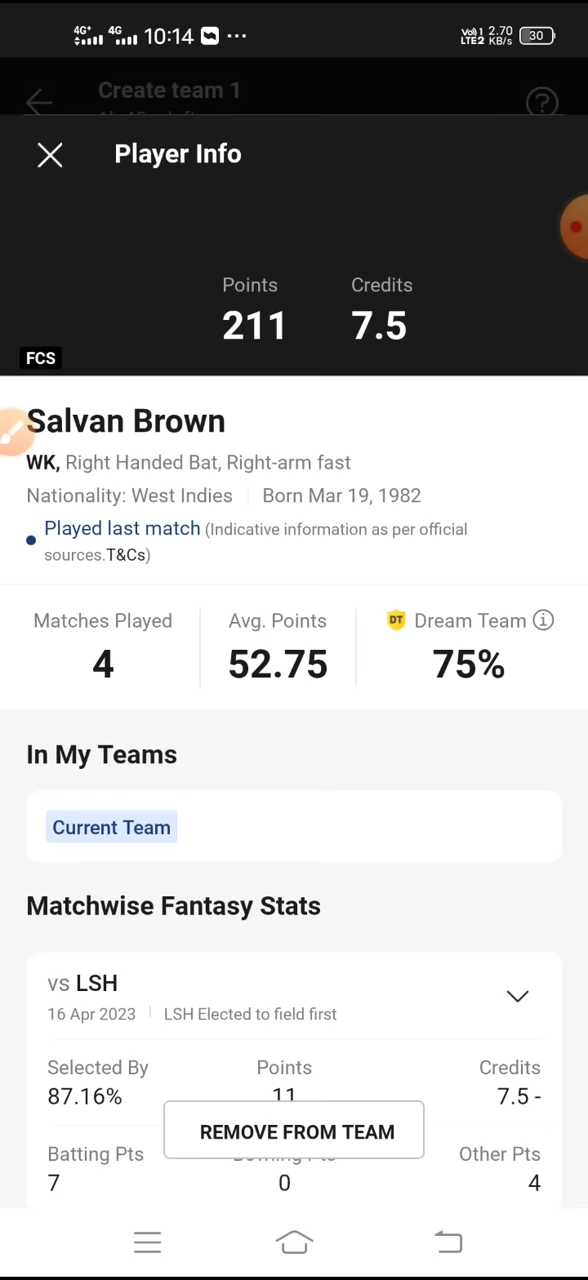 4G+ 4G 10:14 ... Vo) 1 LTE2 2.70 KB/s 30
Create team 1
Player Info
Points Credits
211 7.5
FCS
Salvan Brown
WK, Right Handed Bat, Right-arm fast
Nationality: West Indies Born Mar 19, 1982
Played last match (Indicative information as per official
sources.T&Cs)
Matches Played Avg. Points DT Dream Team
4 52.75 75%
In My Teams
Current Team
Matchwise Fantasy Stats
vs LSH
16 Apr 2023 LSH Elected to field first
Selected By Points Credits
87.16% 11 7.5 -
REMOVE FROM TEAM
Batting Pts Bowling Pts Other Pts
7 0 4